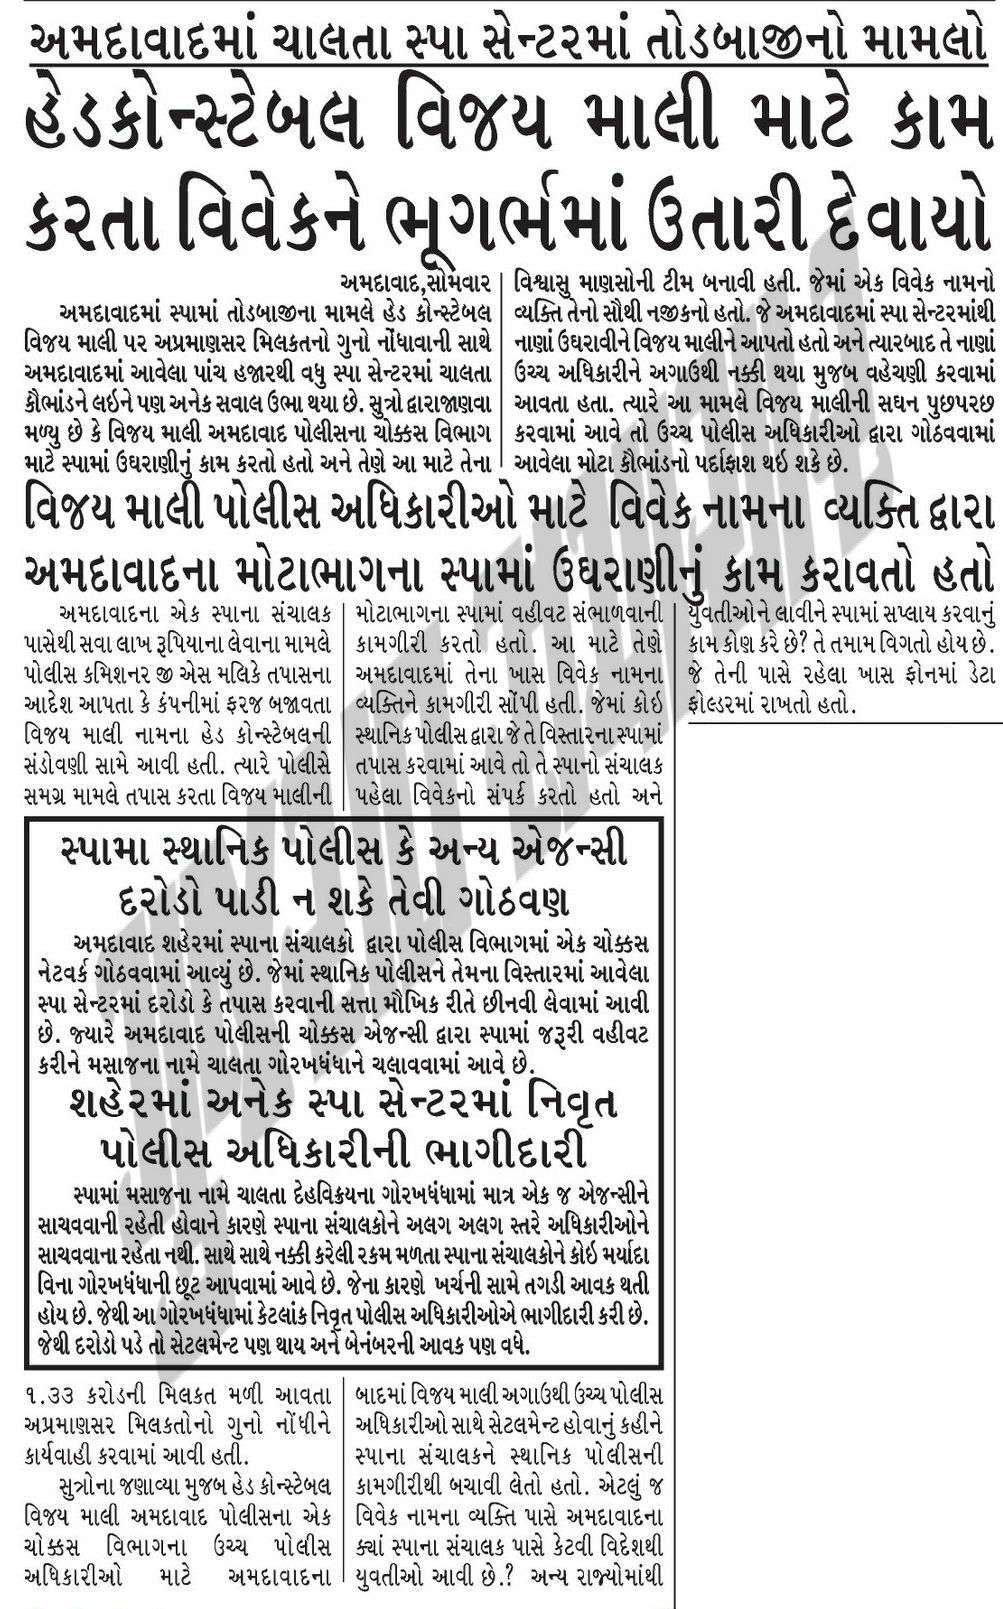 અમદાવાદમાં ચાલતા સ્પા સેન્ટરમાં તોડબાજીનો મામલો
હેડકોન્સ્ટેબલ વિજય માલી માટે કામ
કરતા વિવેકને ભૂગર્ભમાં ઉતારી દેવાયો
અમદાવાદ,સોમવાર
અમદાવાદમાં સ્પામાં તોડબાજીના મામલે હેડ કોન્સ્ટેબલ
વિજય માલી પર અપ્રમાણસર મિલકતનો ગુનો નોંધાવાની સાથે
અમદાવાદમાં આવેલા પાંચ હજારથી વધુ સ્પા સેન્ટરમાં ચાલતા
કૌભાંડને લઇને પણ અનેક સવાલ ઉભા થયા છે. સુત્રો દ્વારાજાણવા
મળ્યુ છે કે વિજય માલી અમદાવાદ પોલીસના ચોક્કસ વિભાગ
માટે સ્પામાં ઉઘરાણીનું કામ કરતો હતો અને તેણે આ માટે તેના
વિશ્વાસુ માણસોની ટીમ બનાવી હતી. જેમાં એક વિવેક નામનો
વ્યક્તિ તેનો સૌથી નજીકનો હતો. જે અમદાવાદમાં સ્પા સેન્ટરમાંથી
નાણાં ઉઘરાવીને વિજય માલીને આપતો હતો અને ત્યારબાદ તે નાણાં
ઉચ્ચ અધિકારીને અગાઉથી નક્કી થયા મુજબ વહેચણી કરવામાં
આવતા હતા. ત્યારે આ મામલે વિજય માલીની સઘન પુછપરછ
કરવામાં આવે તો ઉચ્ચ પોલીસ અધિકારીઓ દ્વારા ગોઠવવામાં
આવેલા મોટા કૌભાંડનો પર્દાફાશ થઇ શકે છે.
વિજય માલી પોલીસ અધિકારીઓ માટે વિવેક નામના વ્યક્તિ દ્વારા
અમદાવાદના મોટાભાગના સ્પામાં ઉઘરાણીનું કામ કરાવતો હતો
અમદાવાદના એક સ્પાના સંચાલક
પાસેથી સવા લાખ રૂપિયાના લેવાના મામલે
પોલીસ કમિશનર જી એસ મલિકે તપાસના
આદેશ આપતા કે કંપનીમાં ફરજ બજાવતા
વિજય માલી નામના હેડ કોન્સ્ટેબલની
સંડોવણી સામે આવી હતી. ત્યારે પોલીસે
સમગ્ર મામલે તપાસ કરતા વિજય માલીની
મોટાભાગના સ્પામાં વહીવટ સંભાળવાની
કામગીરી કરતો હતો. આ માટે તેણે
અમદાવાદમાં તેના ખાસ વિવેક નામના
વ્યક્તિને કામગીરી સોંપી હતી. જેમાં કોઇ
સ્થાનિક પોલીસ દ્વારા જે તે વિસ્તારના સ્પામાં
તપાસ કરવામાં આવે તો તે સ્પાનો સંચાલક
પહેલા વિવેકનો સંપર્ક કરતો હતો અને
યુવતીઓને લાવીને સ્પામાં સપ્લાય કરવાનું
કામ કોણ કરે છે? તે તમામ વિગતો હોય છે.
જે તેની પાસે રહેલા ખાસ ફોનમાં ડેટા
ફોલ્ડરમાં રાખતો હતો.
સ્પામા સ્થાનિક પોલીસ કે અન્ય એજન્સી
દરોડો પાડી ન શકે તેવી ગોઠવણ
અમદાવાદ શહેરમાં સ્પાના સંચાલકો દ્વારા પોલીસ વિભાગમાં એક ચોક્કસ
નેટવર્ક ગોઠવવામાં આવ્યું છે. જેમાં સ્થાનિક પોલીસને તેમના વિસ્તારમાં આવેલા
સ્પા સેન્ટરમાં દરોડો કે તપાસ કરવાની સત્તા મૌખિક રીતે છીનવી લેવામાં આવી
છે. જ્યારે અમદાવાદ પોલીસની ચોક્કસ એજન્સી દ્વારા સ્પામાં જરૂરી વહીવટ
કરીને મસાજના નામે ચાલતા ગોરખધંધાને ચલાવવામાં આવે છે.
શહેરમાં અનેક સ્પા સેન્ટરમાં નિવૃત
પોલીસ અધિકારીની ભાગીદારી
સ્પામાં મસાજના નામે ચાલતા દેહવિક્રયના ગોરખધંધામાં માત્ર એક જ એજન્સીને
સાચવવાની રહેતી હોવાને કારણે સ્પાના સંચાલકોને અલગ અલગ સ્તરે અધિકારીઓને
સાચવવાના રહેતા નથી. સાથે સાથે નક્કી કરેલી રકમ મળતા સ્પાના સંચાલકોને કોઇ મર્યાદા
વિના ગોરખધંધાની છૂટ આપવામાં આવે છે. જેના કારણે ખર્ચની સામે તગડી આવક થતી
હોય છે. જેથી આ ગોરખધંધામાં કેટલાંક નિવૃત પોલીસ અધિકારીઓએ ભાગીદારી કરી છે.
જેથી દરોડો પડે તો સેટલમેન્ટ પણ થાય અને બેનંબરની આવક પણ વધે.
૧.૩૩ કરોડની મિલકત મળી આવતા
અપ્રમાણસર મિલકતોનો ગુનો નોંધીને
કાર્યવાહી કરવામાં આવી હતી.
સુત્રોના જણાવ્યા મુજબ હેડ કોન્સ્ટેબલ
વિજય માલી અમદાવાદ પોલીસના એક
ચોક્કસ વિભાગના ઉચ્ચ પોલીસ
અધિકારીઓ માટે અમદાવાદના
બાદમાં વિજય માલી અગાઉથી ઉચ્ચ પોલીસ
અધિકારીઓ સાથે સેટલમેન્ટ હોવાનું કહીને
સ્પાના સંચાલકને સ્થાનિક પોલીસની
કામગીરીથી બચાવી લેતો હતો. એટલું જ
વિવેક નામના વ્યક્તિ પાસે અમદાવાદના
ક્યાં સ્પાના સંચાલક પાસે કેટલી વિદેશથી
યુવતીઓ આવી છે.? અન્ય રાજ્યોમાંથી